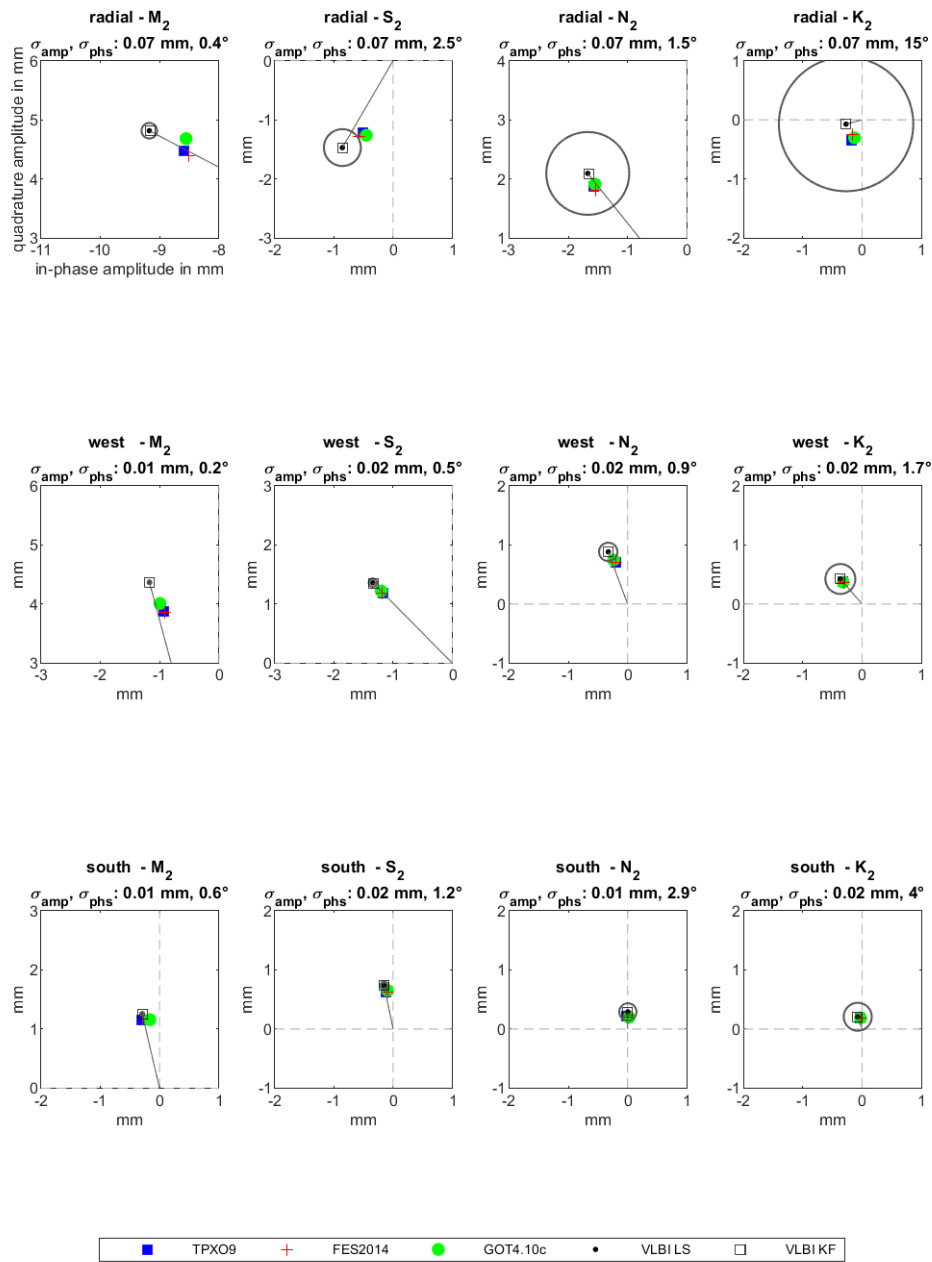 radial - M2
σamp, σphs: 0.07 mm, 0.4°
quadrature amplitude in mm
6
5
4
3
-11 -10 -9 -8
in-phase amplitude in mm
radial - S2
σamp, σphs: 0.07 mm, 2.5°
mm
0
-1
-2
-3
-2 -1 0 1
mm
radial - N2
σamp, σphs: 0.07 mm, 1.5°
mm
4
3
2
1
-3 -2 -1 0
mm
radial - K2
σamp, σphs: 0.07 mm, 15°
mm
1
0
-1
-2
-2 -1 0 1
mm
west - M2
σamp, σphs: 0.01 mm, 0.2°
mm
6
5
4
3
-3 -2 -1 0
mm
west - S2
σamp, σphs: 0.02 mm, 0.5°
mm
3
2
1
0
-3 -2 -1 0
mm
west - N2
σamp, σphs: 0.02 mm, 0.9°
mm
2
1
0
-1
-2 -1 0 1
mm
west - K2
σamp, σphs: 0.02 mm, 1.7°
mm
2
1
0
-1
-2 -1 0 1
mm
south - M2
σamp, σphs: 0.01 mm, 0.6°
mm
3
2
1
0
-2 -1 0 1
mm
south - S2
σamp, σphs: 0.02 mm, 1.2°
mm
2
1
0
-1
-2 -1 0 1
mm
south - N2
σamp, σphs: 0.01 mm, 2.9°
mm
2
1
0
-1
-2 -1 0 1
mm
south - K2
σamp, σphs: 0.02 mm, 4°
mm
2
1
0
-1
-2 -1 0 1
mm
TPXO9 FES2014 GOT4.10c VLBI LS VLBI KF